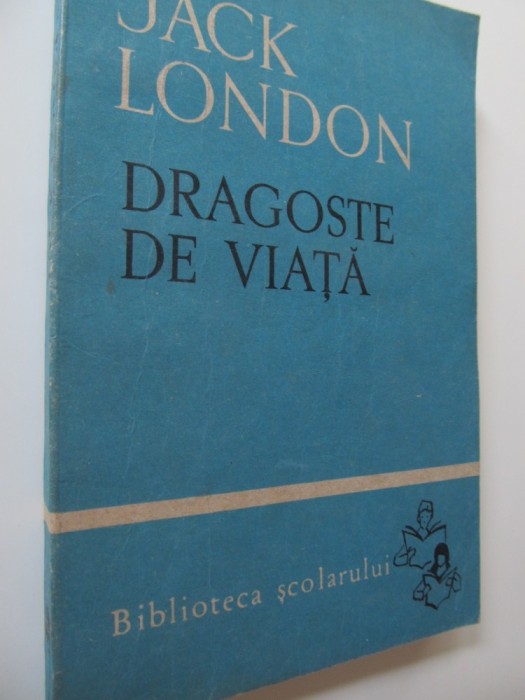 JACK
LONDON
DRAGOSTE
DE VIAȚĂ
Biblioteca școlarului